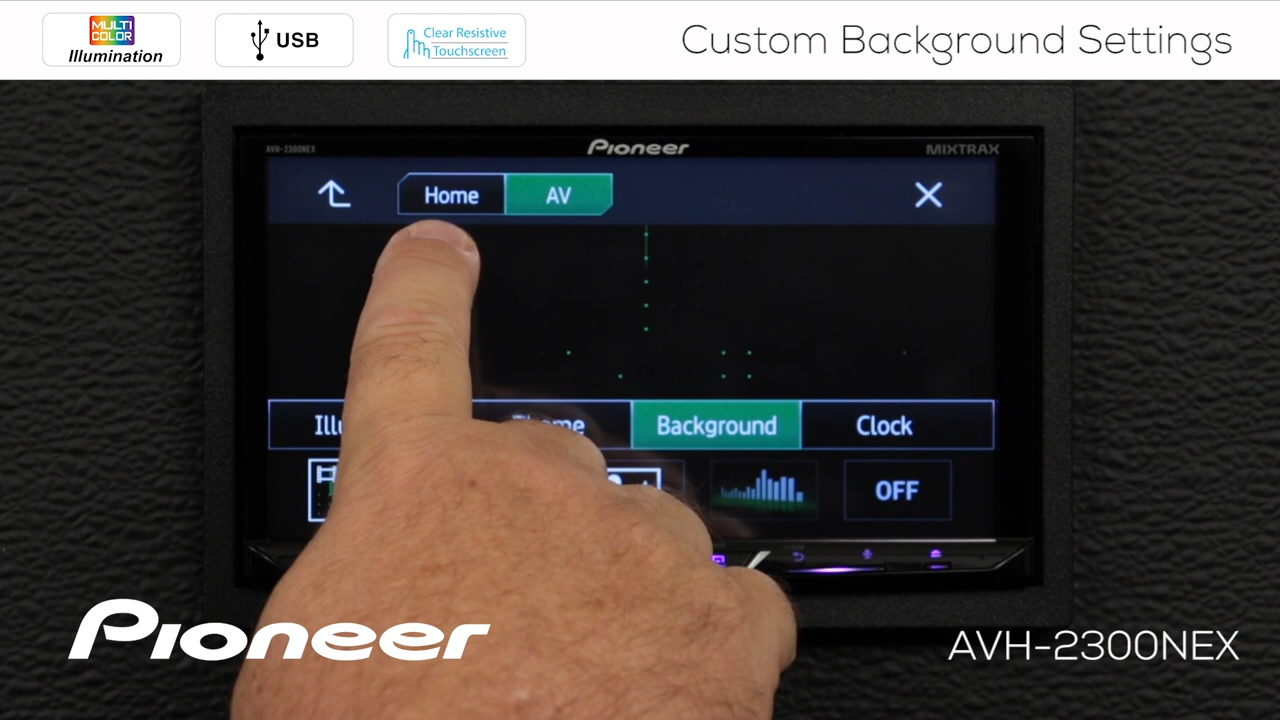 MULTI
COLOR
Illumination
USB
Clear Resistive
Touchscreen
Custom Background Settings
AVH-2300NEX
Pioneer
MIXTRAX
Home
AV
Background
Clock
OFF
Pioneer
AVH-2300NEX